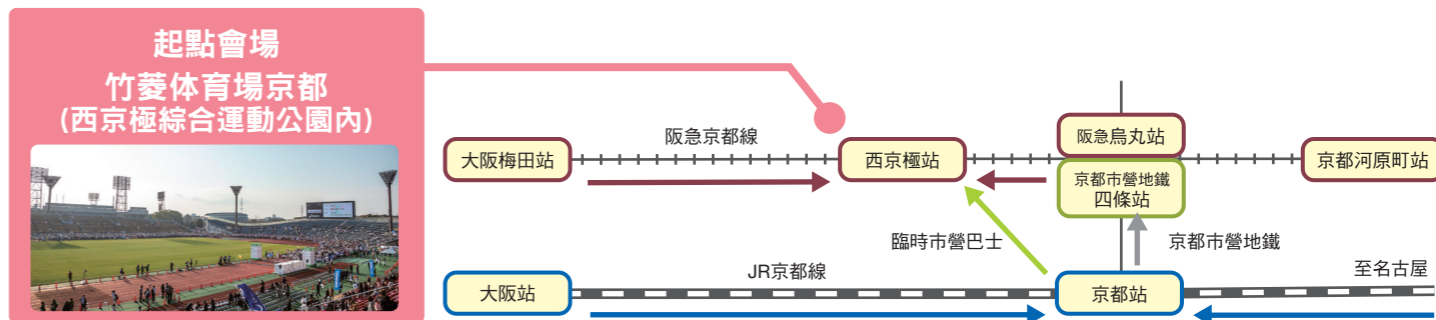 起點會場
竹菱体育場京都
(西京極綜合運動公園內)
阪急京都線
大阪梅田站
西京極站
阪急烏丸站
京都市營地鐵
四條站
京都河原町站
臨時市營巴士
京都市營地鐵
JR京都線
至名古屋
大阪站
京都站